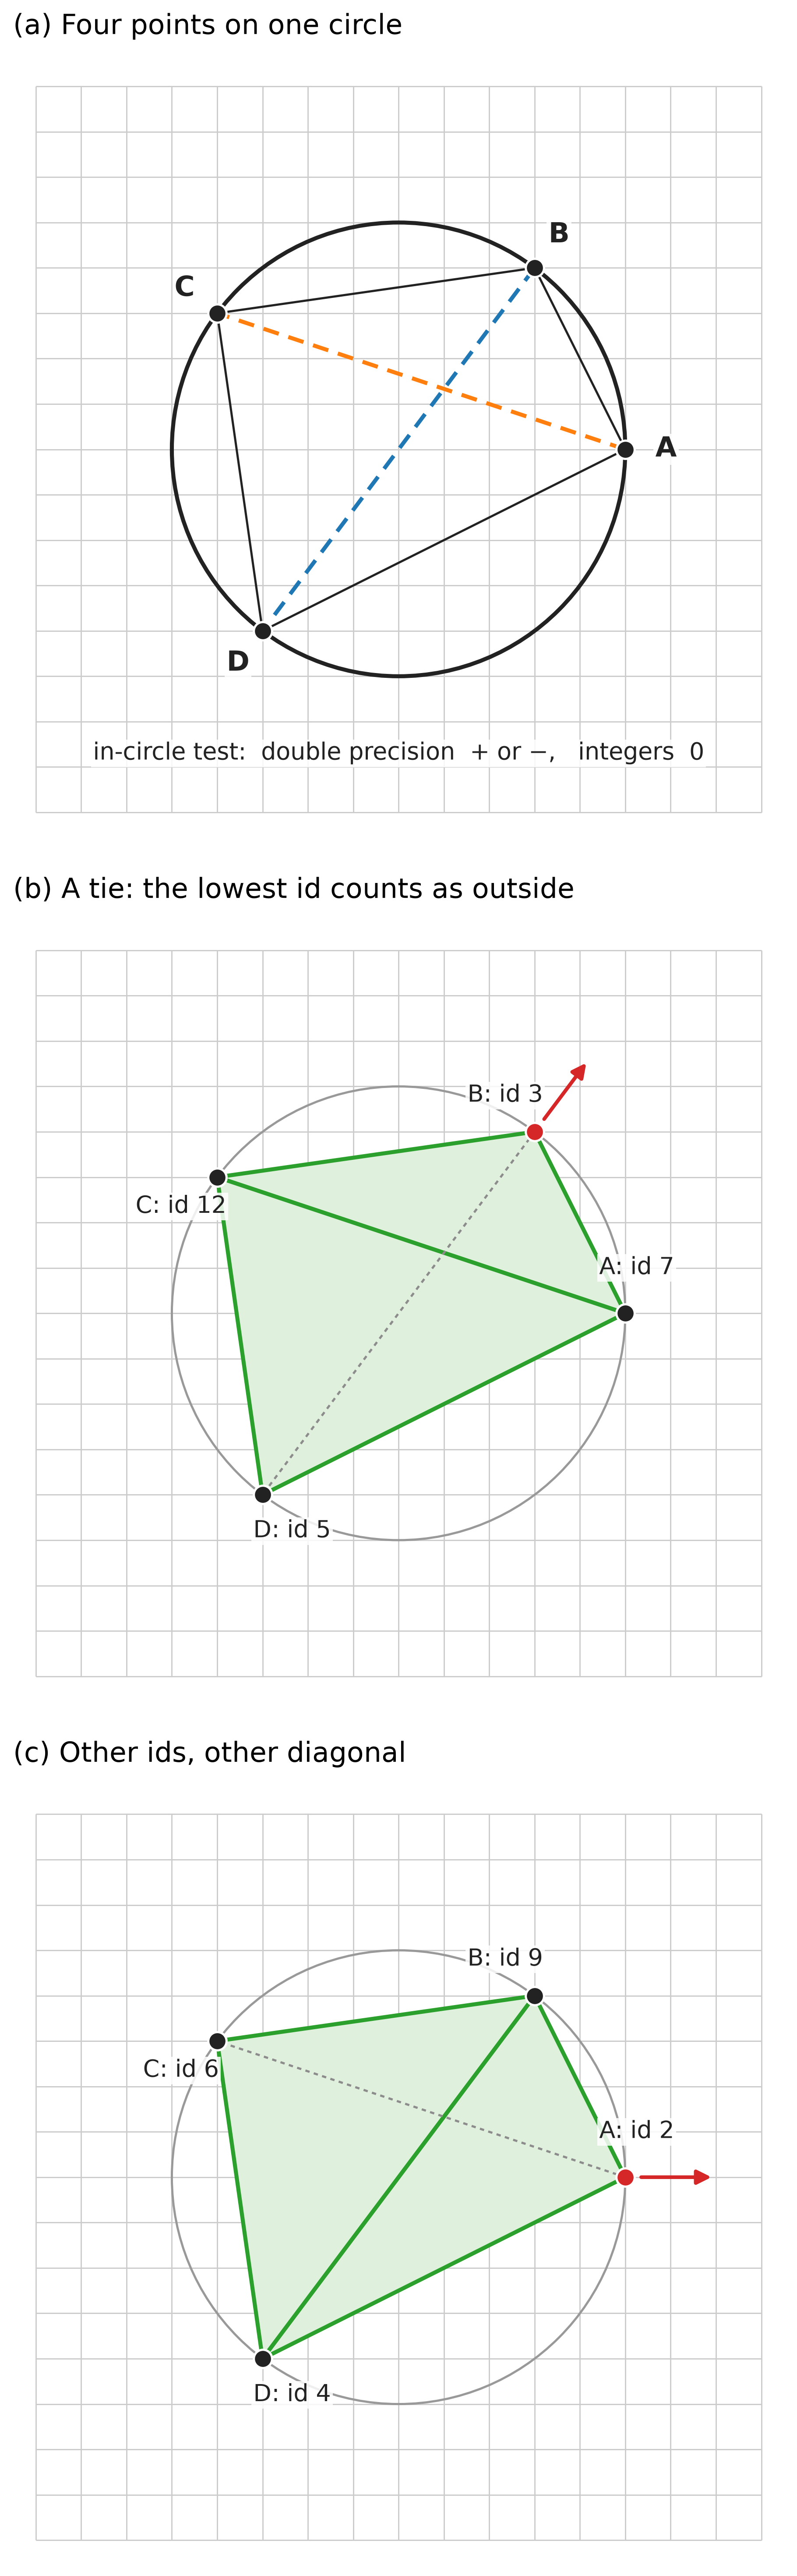 (a) Four points on one circle
B
C
A
D
in-circle test:  double precision  + or −,   integers  0
(b) A tie: the lowest id counts as outside
B: id 3
C: id 12
A: id 7
D: id 5
(c) Other ids, other diagonal
B: id 9
C: id 6
A: id 2
D: id 4